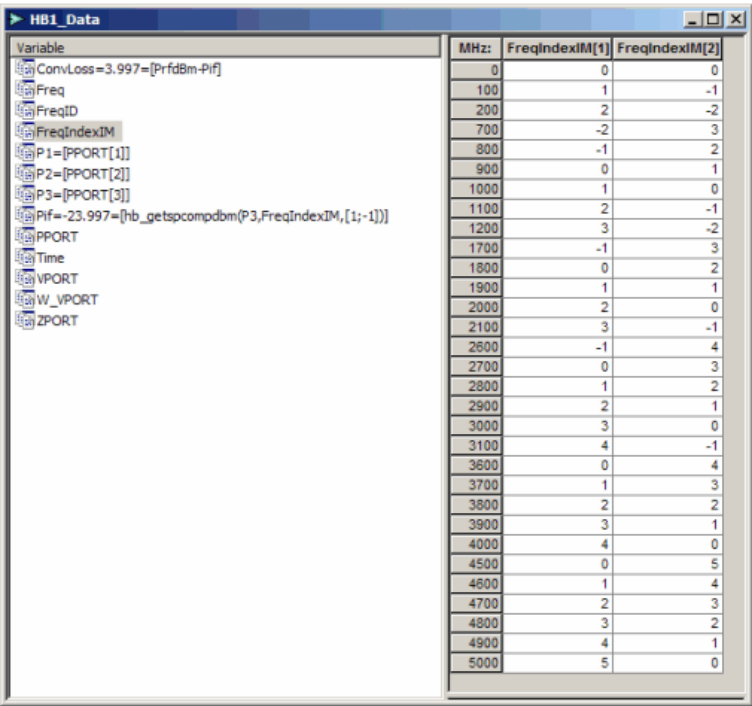 HB1_Data
Variable
ConvLoss=3.997=[PrfdBm-Pif]
Freq
FreqID
FreqIndexIM
P1=[PPORT[1]]
P2=[PPORT[2]]
P3=[PPORT[3]]
Pif=-23.997=[hb_getspcompdbm(P3,FreqIndexIM,[1;-1])]
PPORT
Time
VPORT
W_VPORT
ZPORT
MHz: FreqIndexIM[1] FreqIndexIM[2]
0 0 0
100 1 -1
200 2 -2
700 -2 3
800 -1 2
900 0 1
1000 1 0
1100 2 -1
1200 3 -2
1700 -1 3
1800 0 2
1900 1 1
2000 2 0
2100 3 -1
2600 -1 4
2700 0 3
2800 1 2
2900 2 1
3000 3 0
3100 4 -1
3600 0 4
3700 1 3
3800 2 2
3900 3 1
4000 4 0
4500 0 5
4600 1 4
4700 2 3
4800 3 2
4900 4 1
5000 5 0